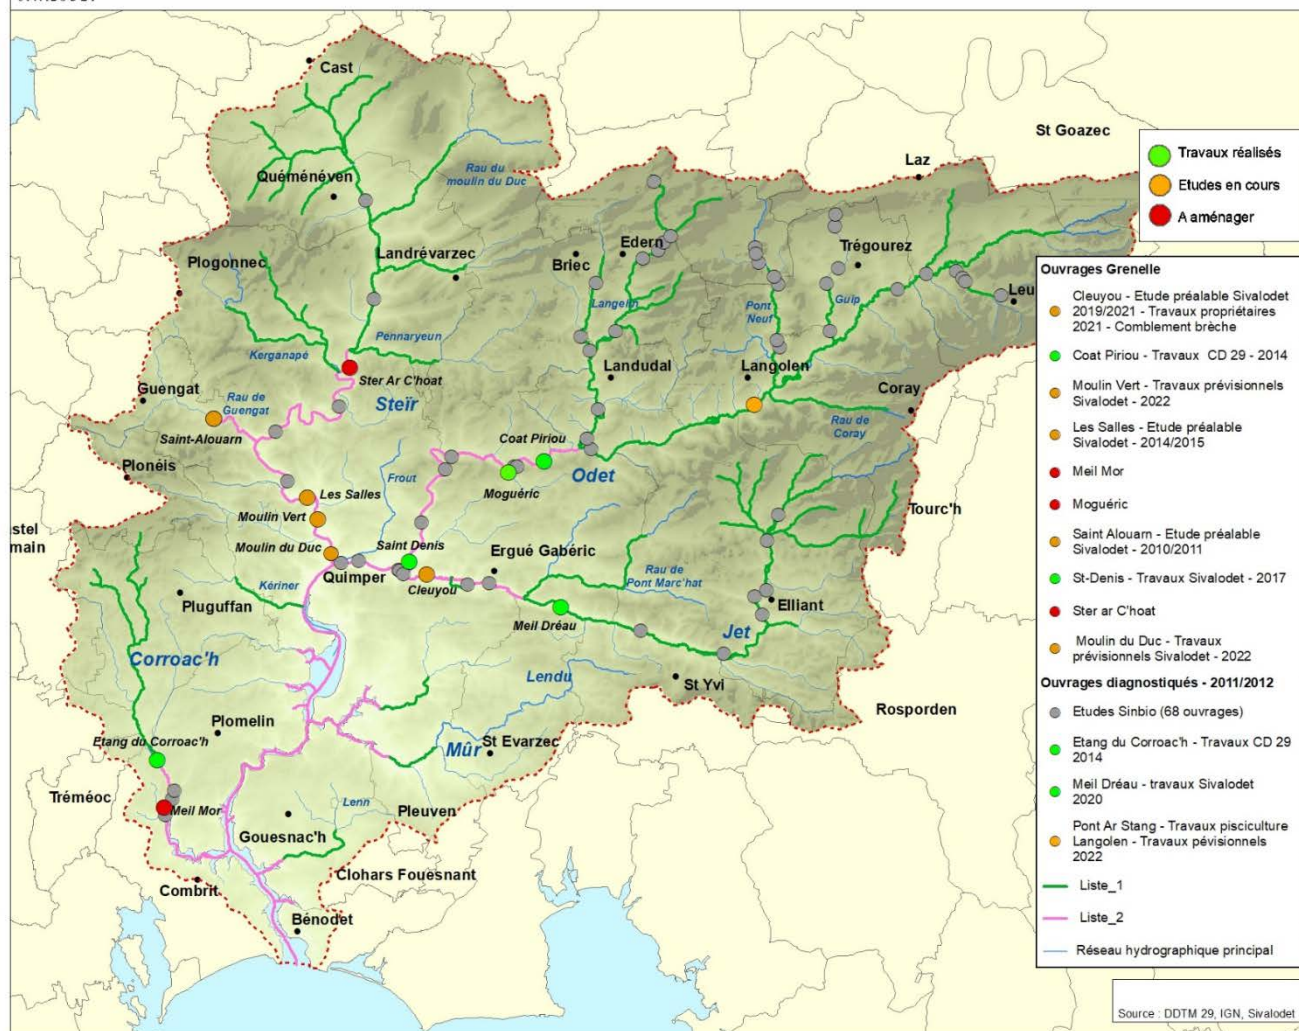 Cast
St Goazec
Laz
Travaux réalisés
Etudes en cours
A aménager
Rau du
moulin du Duc
Quéménéven
Plogonnec
Landrévarzec
Briec
Edern
Trégourez
Langelin
Pont
Neuf
Guip
Leu
Kerganapé
Pennaryeun
Ster Ar C'hoat
Steïr
Landudal
Langolen
Coray
Guengat
Rau de
Guengat
Saint-Alouarn
Rau de
Coray
Plonéis
Coat Piriou
Odet
Moguéric
Frout
Les Salles
Moulin Vert
Moulin du Duc
Saint Denis
Tourc'h
stel
main
Quimper
Cleuyou
Ergué Gabéric
Rau de
Pont Marc'hat
Kériner
Pluguffan
Meil Dréau
Elliant
Jet
Corroac'h
Lendu
St Yvi
Rosporden
Plomelin
Mûr
St Evarzec
Etang du Corroac'h
Tréméoc
Meil Mor
Lenn
Pleuven
Gouesnac'h
Combrit
Clohars Fouesnant
Bénodet
Ouvrages Grenelle
Cleuyou - Etude préalable Sivalodet
2019/2021 - Travaux propriétaires
2021 - Comblement brèche
Coat Piriou - Travaux CD 29 - 2014
Moulin Vert - Travaux prévisionnels
Sivalodet - 2022
Les Salles - Etude préalable
Sivalodet - 2014/2015
Meil Mor
Moguéric
Saint Alouarn - Etude préalable
Sivalodet - 2010/2011
St-Denis - Travaux Sivalodet - 2017
Ster ar C'hoat
Moulin du Duc - Travaux
prévisionnels Sivalodet - 2022
Ouvrages diagnostiqués - 2011/2012
Etudes Sinbio (68 ouvrages)
Etang du Corroac'h - Travaux CD 29
2014
Meil Dréau - travaux Sivalodet
2020
Pont Ar Stang - Travaux pisciculture
Langolen - Travaux pévisionnels
2022
Liste_1
Liste_2
Réseau hydrographique principal
Source : DDTM 29, IGN, Sivalodet